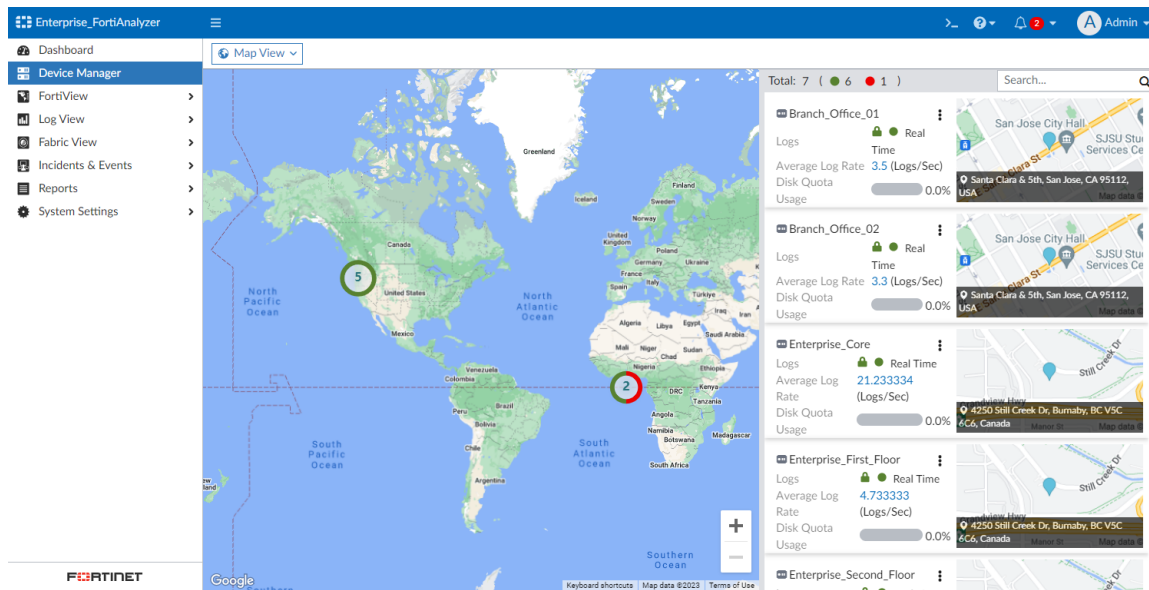 Enterprise_FortiAnalyzer
2
A
Admin
Dashboard
Device Manager
FortiView
Log View
Fabric View
Incidents & Events
Reports
System Settings
FORTINET
Map View
Greenland
Iceland
Finland
Sweden
Norway
United
Kingdom
Poland
Germany
Ukraine
France
Italy
Spain
Türkiye
Iraq
Iran
Algeria
Libya
Egypt
Saudi Arabia
Mali
Niger
Chad
Sudan
Nigeria
Ethiopia
DRC
Kenya
Tanzania
Angola
Namibia
Botswana
Madagascar
South Africa
Canada
5
United States
Mexico
North
Pacific
Ocean
North
Atlantic
Ocean
Venezuela
Colombia
Peru
Brazil
Bolivia
Chile
Argentina
2
South
Pacific
Ocean
South
Atlantic
Ocean
Southern
Ocean
Google
Keyboard shortcuts
Map data ©2023
Terms of Use
Total: 7 ( 6 1 )
Search...
Branch_Office_01
Logs
Real
Time
Average Log Rate 3.5 (Logs/Sec)
Disk Quota
Usage
0.0%
San Jose City Hall
SJSU Stu
Services Ce
Santa Clara & 5th, San Jose, CA 95112,
USA
Map data ©
Branch_Office_02
Logs
Real
Time
Average Log Rate 3.3 (Logs/Sec)
Disk Quota
Usage
0.0%
San Jose City Hall
SJSU Stu
Services Ce
Santa Clara & 5th, San Jose, CA 95112,
USA
Map data ©
Enterprise_Core
Logs
Real Time
Average Log
Rate
21.233334
(Logs/Sec)
Disk Quota
Usage
0.0%
Still Creek Dr
4250 Still Creek Dr, Burnaby, BC V5C
6C6, Canada
Manor St
Map data ©
Enterprise_First_Floor
Logs
Real Time
Average Log
Rate
4.733333
(Logs/Sec)
Disk Quota
Usage
0.0%
Still Creek Dr
Grandview Hwy
4250 Still Creek Dr, Burnaby, BC V5C
6C6, Canada
Manor St
Map data ©
Enterprise_Second_Floor